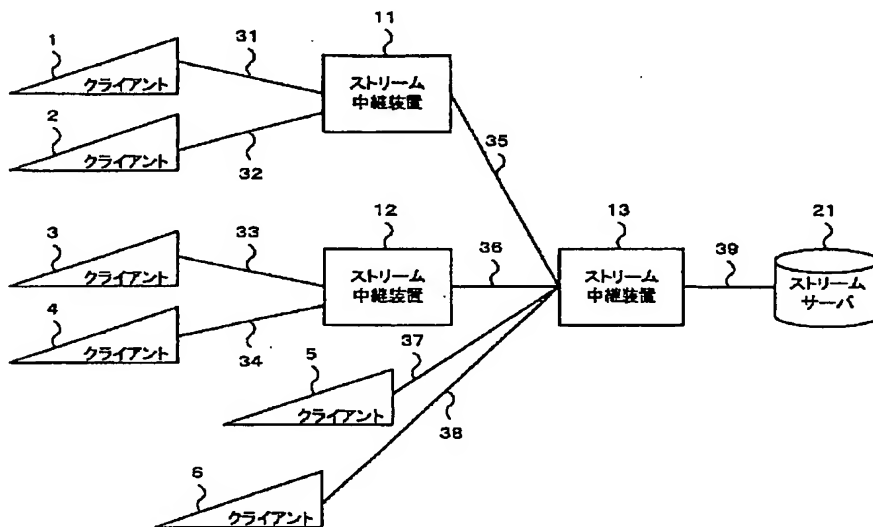 1
クライアント
31
11
ストリーム
中継装置
2
クライアント
32
35
3
クライアント
33
12
ストリーム
中継装置
36
13
ストリーム
中継装置
39
21
ストリーム
サーバ
4
クライアント
34
5
クライアント
37
38
6
クライアント